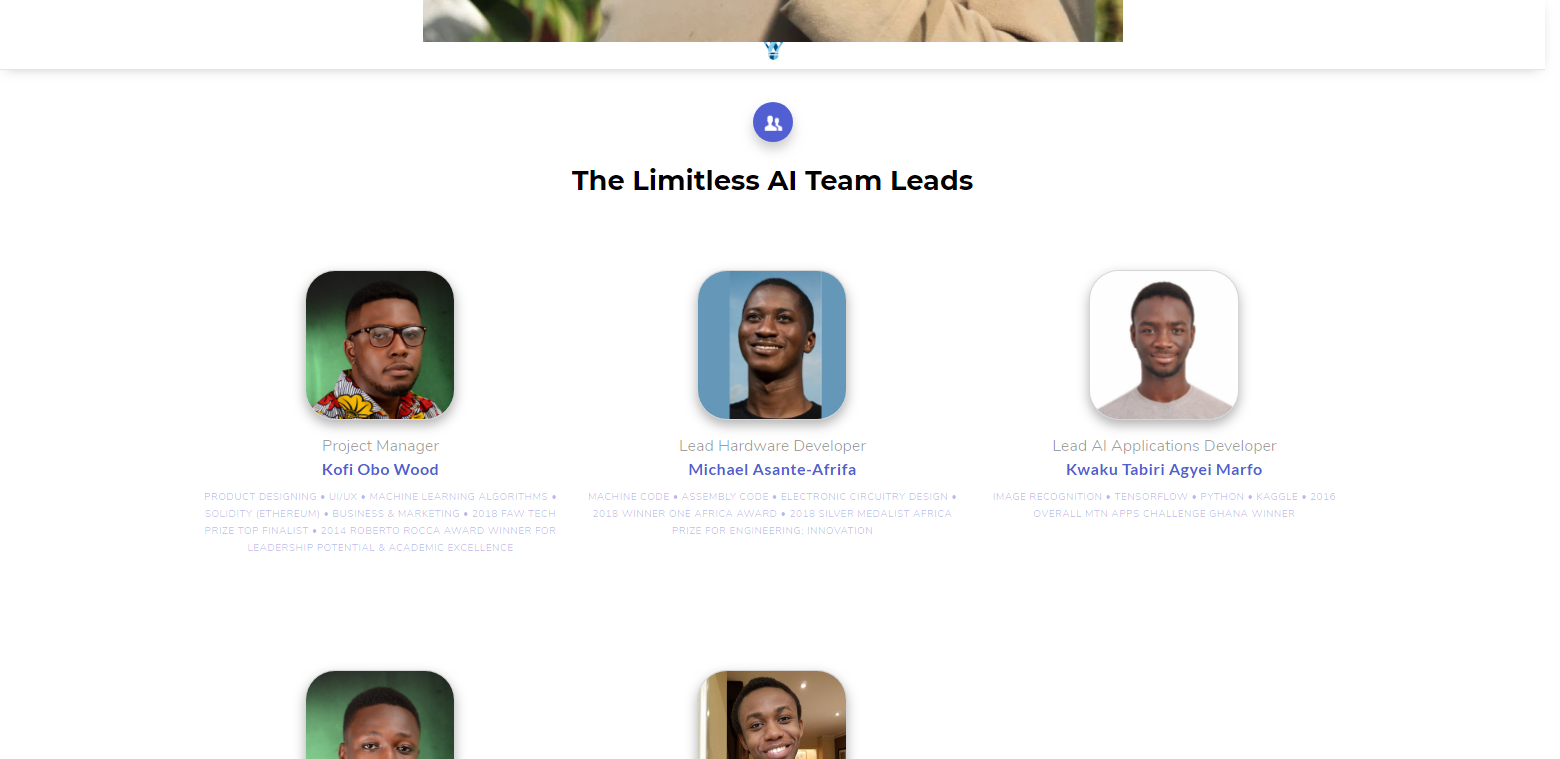 The Limitless AI Team Leads
Project Manager
Kofi Obo Wood
PRODUCT DESIGNING • UI/UX • MACHINE LEARNING ALGORITHMS •
SOLIDITY (ETHEREUM) • BUSINESS & MARKETING • 2018 FAW TECH
PRIZE TOP FINALIST • 2014 ROBERTO ROCCA AWARD WINNER FOR
LEADERSHIP POTENTIAL & ACADEMIC EXCELLENCE
Lead Hardware Developer
Michael Asante-Afrifa
MACHINE CODE • ASSEMBLY CODE • ELECTRONIC CIRCUITRY DESIGN •
2018 WINNER ONE AFRICA AWARD • 2018 SILVER MEDALIST AFRICA
PRIZE FOR ENGINEERING; INNOVATION
Lead AI Applications Developer
Kwaku Tabiri Agyei Marfo
IMAGE RECOGNITION • TENSORFLOW • PYTHON • KAGGLE • 2016
OVERALL MTN APPS CHALLENGE GHANA WINNER